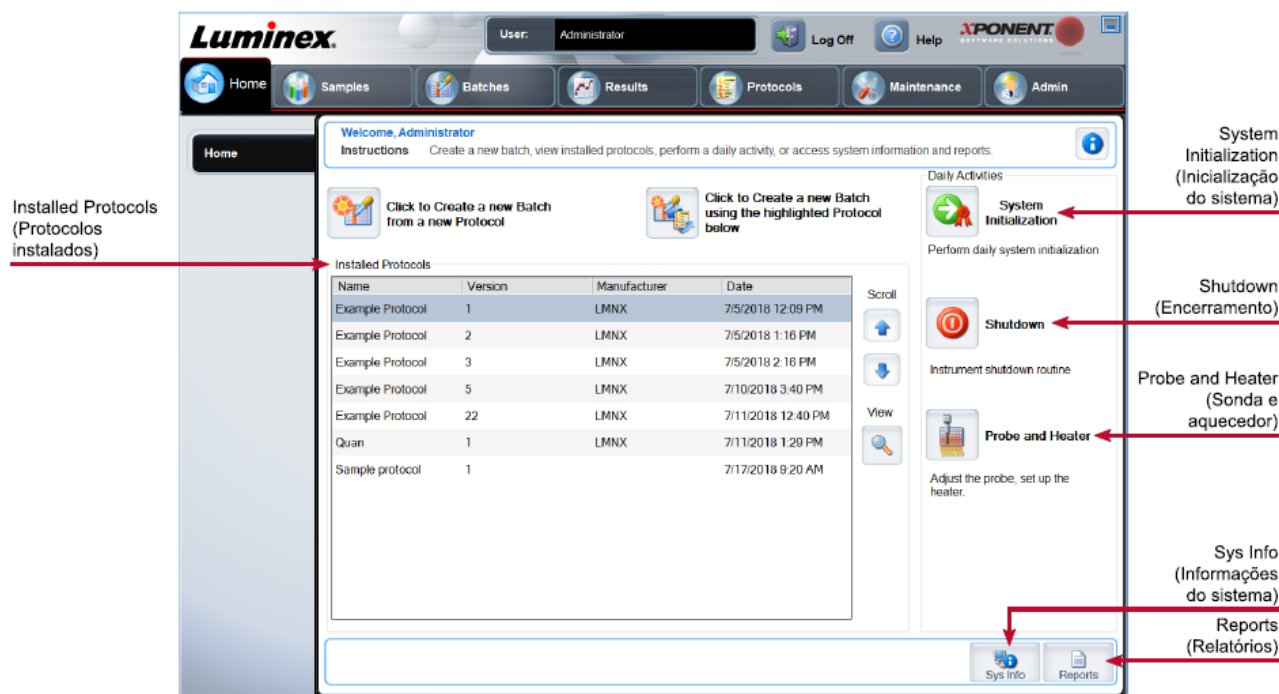 Luminex.
User: Administrator
Log Off
Help
XPONENT
SOFTWARE SOLUTIONS
Home
Samples
Batches
Results
Protocols
Maintenance
Admin
Home
Welcome, Administrator
Instructions Create a new batch, view installed protocols, perform a daily activity, or access system information and reports.
Click to Create a new Batch
from a new Protocol
Click to Create a new Batch
using the highlighted Protocol
below
Installed Protocols
Name Version Manufacturer Date
Example Protocol 1 LMNX 7/5/2018 12:09 PM
Example Protocol 2 LMNX 7/5/2018 1:16 PM
Example Protocol 3 LMNX 7/5/2018 2:16 PM
Example Protocol 5 LMNX 7/10/2018 3:40 PM
Example Protocol 22 LMNX 7/11/2018 12:40 PM
Quan 1 LMNX 7/11/2018 1:29 PM
Sample protocol 1 7/17/2018 9:20 AM
Scroll
View
Daily Activities
System
Initialization
Perform daily system initialization
Shutdown
Instrument shutdown routine
Probe and Heater
Adjust the probe, set up the
heater.
Sys Info
Reports
Installed Protocols
(Protocolos
instalados)
System
Initialization
(Inicialização
do sistema)
Shutdown
(Encerramento)
Probe and Heater
(Sonda e
aquecedor)
Sys Info
(Informações
do sistema)
Reports
(Relatórios)